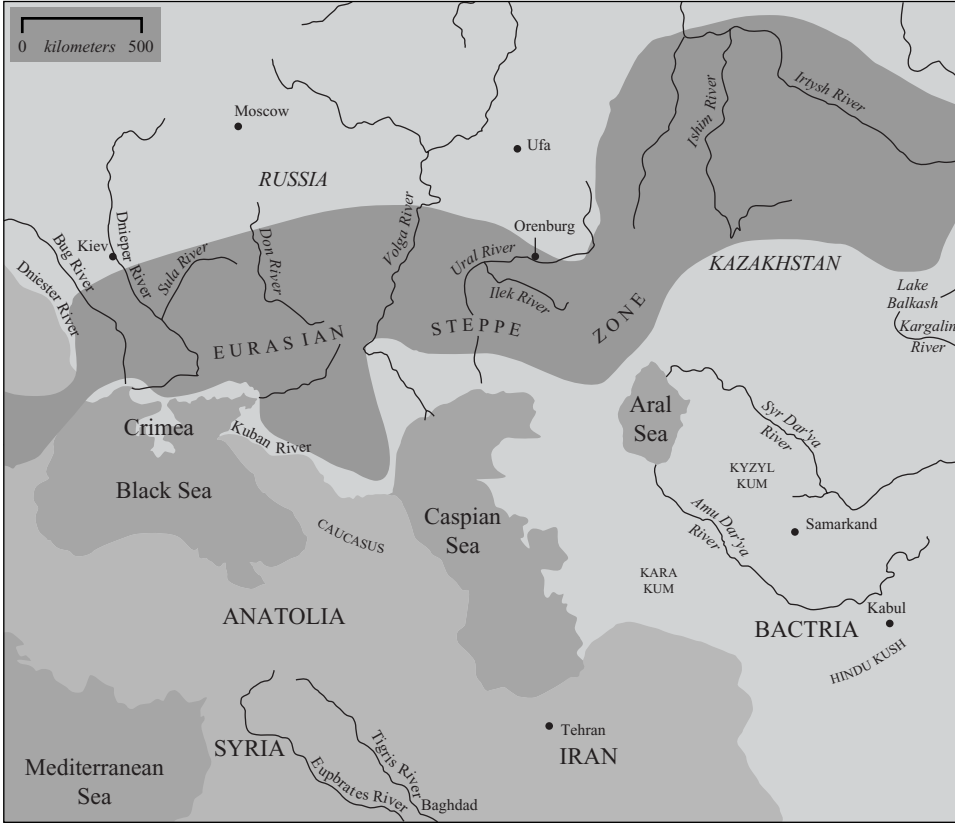 0 kilometers 500
Moscow
Ufa
RUSSIA
Irtysh River
Ishim River
Kiev
Bug River
Dnieper River
Dniester River
Sula River
Don River
Volga River
Ural River
Orenburg
Ilek River
KAZAKHSTAN
Lake
Balkash
Kargalin
River
EURASIAN
STEPPE
ZONE
Crimea
Kuban River
Black Sea
CAUCASUS
Caspian
Sea
Aral
Sea
Syr Dar'ya
River
KYZYL
KUM
Amu Dar'ya
River
Samarkand
KARA
KUM
Kabul
BACTRIA
HINDU KUSH
ANATOLIA
Tehran
IRAN
SYRIA
Tigris River
Eupbrates River
Baghdad
Mediterranean
Sea